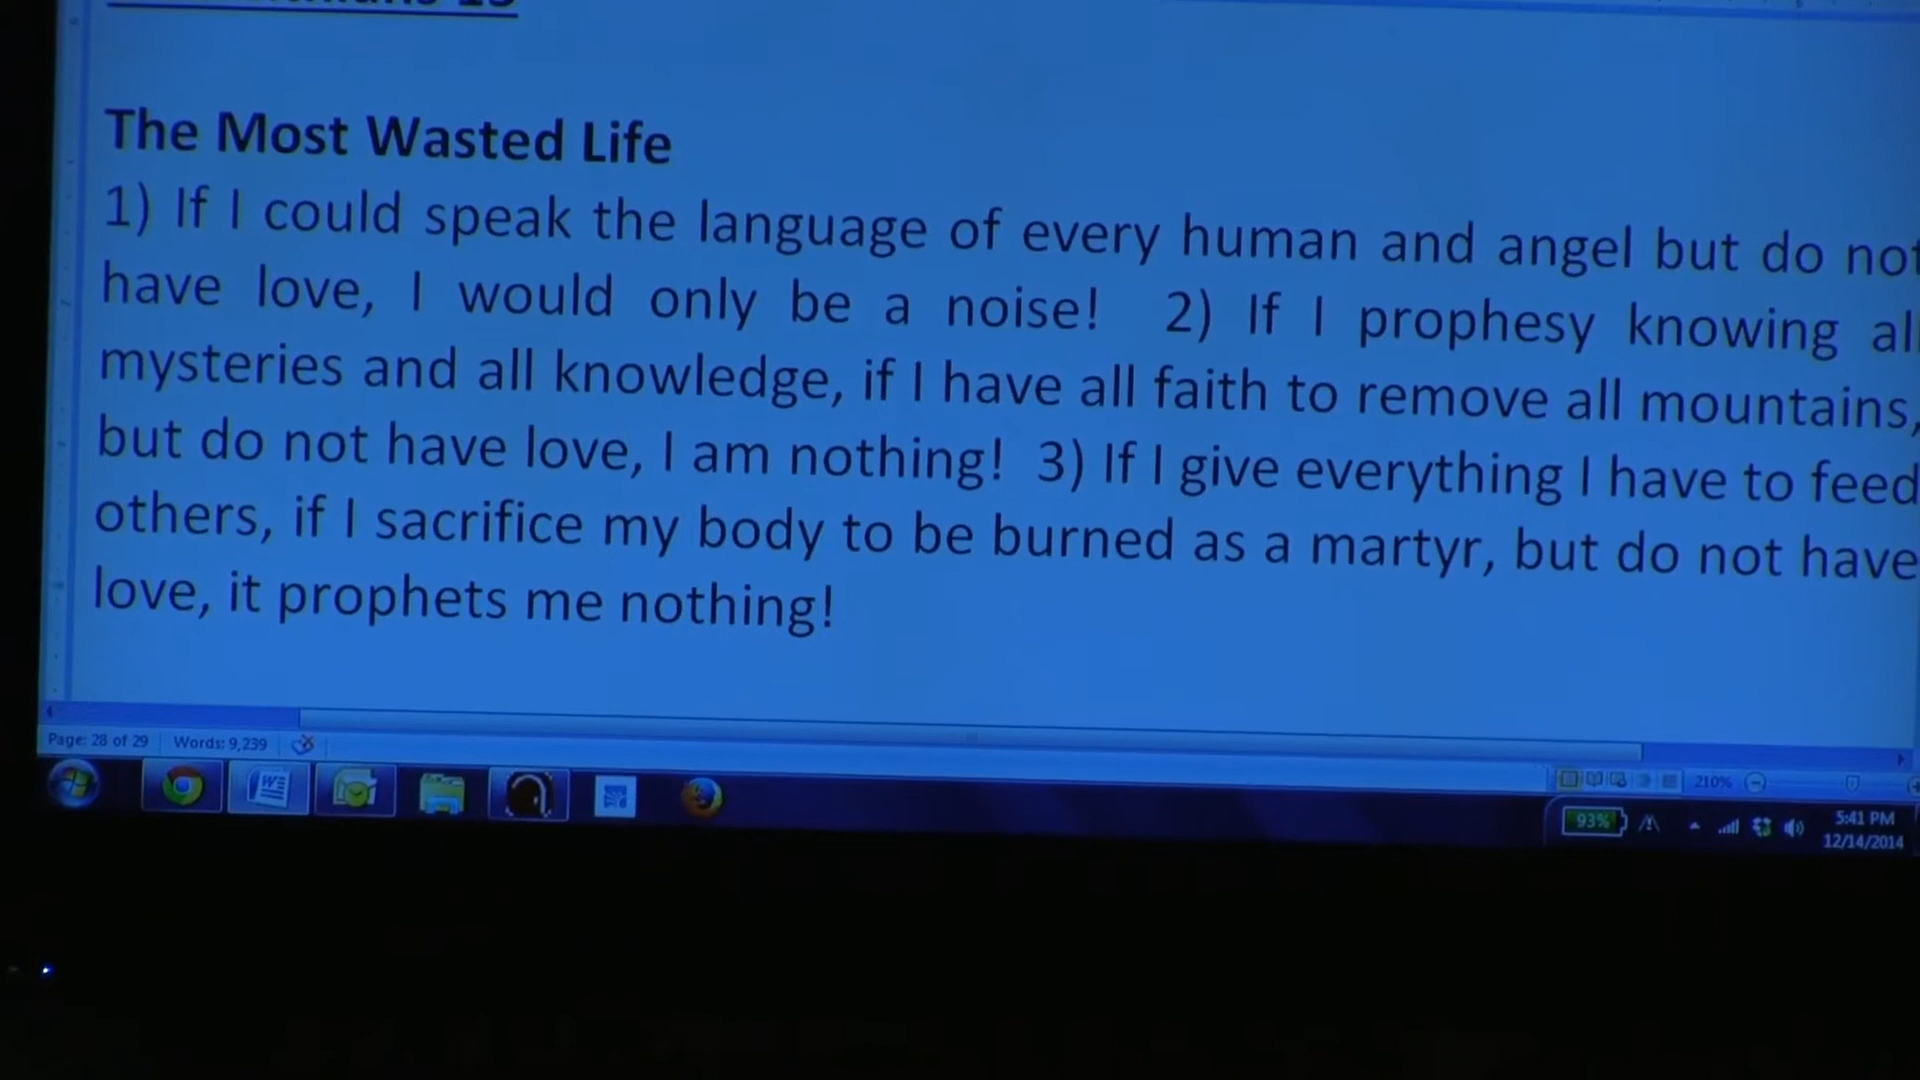 The Most Wasted Life
1) If I could speak the language of every human and angel but do not
have love, I would only be a noise! 2) If I prophesy knowing all
mysteries and all knowledge, if I have all faith to remove all mountains,
but do not have love, I am nothing! 3) If I give everything I have to feed
others, if I sacrifice my body to be burned as a martyr, but do not have
love, it prophets me nothing!
Page: 28 of 29 Words: 9,239
210%
93%
5:41 PM
12/14/2014